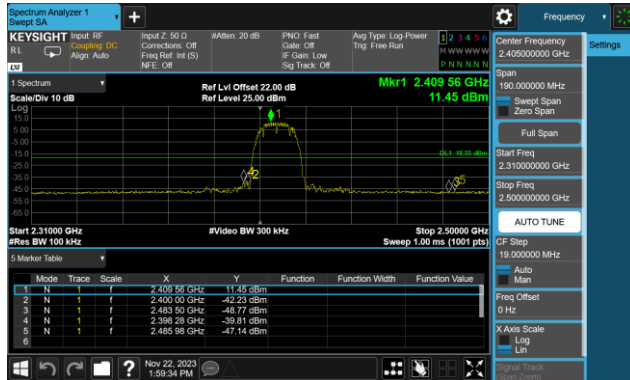 Spectrum Analyzer 1
Swept SA
Frequency
KEYSIGHT Input: RF Input Z: 50 Ω #Atten: 20 dB PNO: Fast Avg Type: Log-Power 1 2 3 4 5 6
RL Coupling: DC Corrections: Off Gate: Off Trig: Free Run M W W W W W
Align: Auto Freq Ref: Int (S) IF Gain: Low
NFE: Off Sig Track: Off P N N N N N
LXI
Center Frequency
2.405000000 GHz
Settings
Span
190.000000 MHz
Swept Span
Zero Span
Full Span
Start Freq
2.310000000 GHz
Stop Freq
2.500000000 GHz
AUTO TUNE
CF Step
19.000000 MHz
Auto
Man
Freq Offset
0 Hz
X Axis Scale
Log
Lin
Signal Track
(Span Zoom)
1 Spectrum
Ref Lvl Offset 22.00 dB
Mkr1 2.409 56 GHz
Scale/Div 10 dB
Ref Level 25.00 dBm
11.45 dBm
Log
15.0
5.00
-5.00
-15.0
-25.0
-35.0
-45.0
-55.0
-65.0
1
DL1 -18.55 dBm
2
5
Start 2.31000 GHz #Video BW 300 kHz Stop 2.50000 GHz
#Res BW 100 kHz Sweep 1.00 ms (1001 pts)
5 Marker Table
Mode Trace Scale X Y Function Function Width Function Value
1 N 1 f 2.409 56 GHz 11.45 dBm
2 N 1 f 2.400 00 GHz -42.23 dBm
3 N 1 f 2.483 50 GHz -48.77 dBm
4 N 1 f 2.398 28 GHz -39.81 dBm
5 N 1 f 2.485 98 GHz -47.14 dBm
6
? Nov 22, 2023
1:59:34 PM